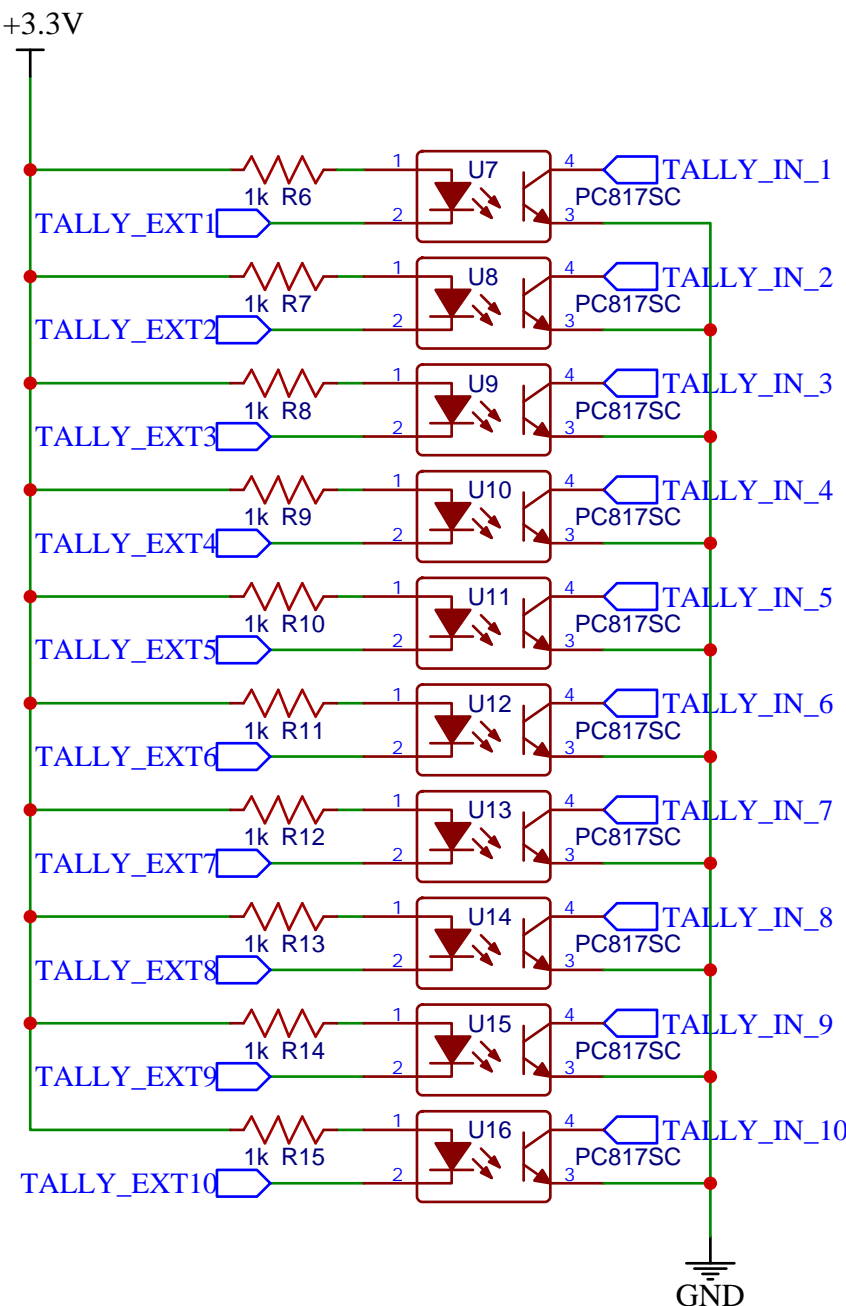 +3.3V
1 U7 4 TALLY_IN_1
1k R6 PC817SC
TALLY_EXT1 2 3
1 U8 4 TALLY_IN_2
1k R7 PC817SC
TALLY_EXT2 2 3
1 U9 4 TALLY_IN_3
1k R8 PC817SC
TALLY_EXT3 2 3
1 U10 4 TALLY_IN_4
1k R9 PC817SC
TALLY_EXT4 2 3
1 U11 4 TALLY_IN_5
1k R10 PC817SC
TALLY_EXT5 2 3
1 U12 4 TALLY_IN_6
1k R11 PC817SC
TALLY_EXT6 2 3
1 U13 4 TALLY_IN_7
1k R12 PC817SC
TALLY_EXT7 2 3
1 U14 4 TALLY_IN_8
1k R13 PC817SC
TALLY_EXT8 2 3
1 U15 4 TALLY_IN_9
1k R14 PC817SC
TALLY_EXT9 2 3
1 U16 4 TALLY_IN_10
1k R15 PC817SC
TALLY_EXT10 2 3
GND